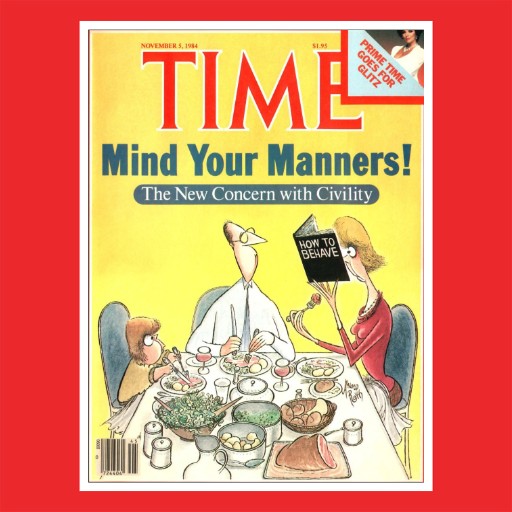 NOVEMBER 5, 1984
$1.95
PRIME TIME
GOES FOR
GLITZ
TIME
Mind Your Manners!
The New Concern with Civility
HOW TO
BEHAVE